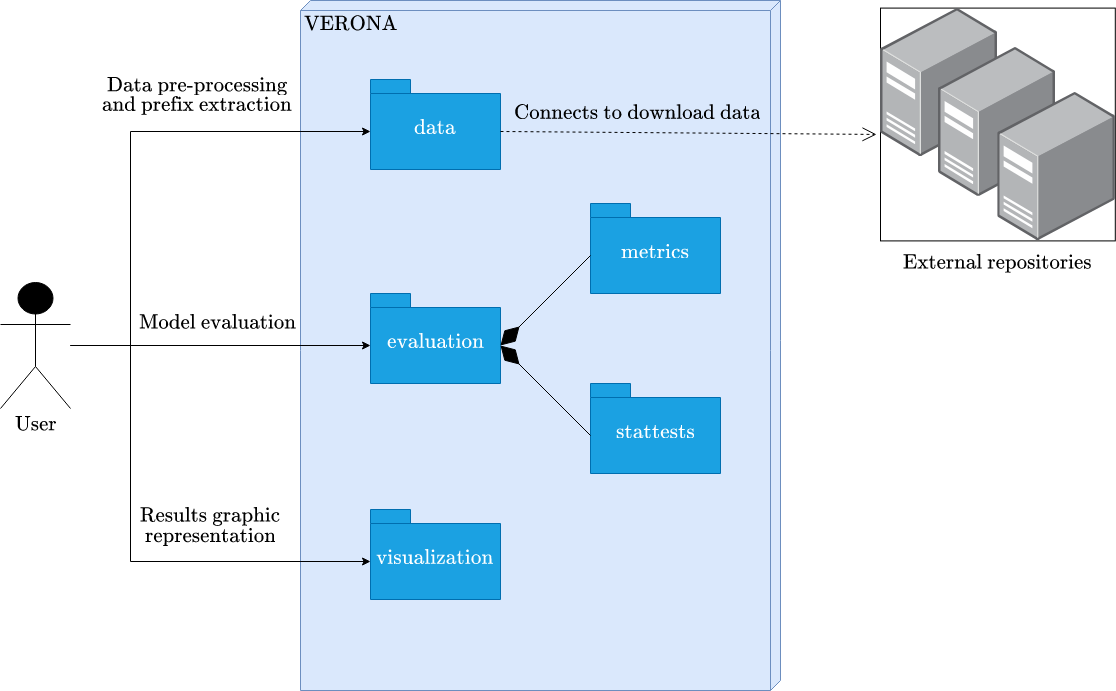 VERONA
Data pre-processing
and prefix extraction
data
Connects to download data
External repositories
metrics
Model evaluation
evaluation
User
stattests
Results graphic
representation
visualization